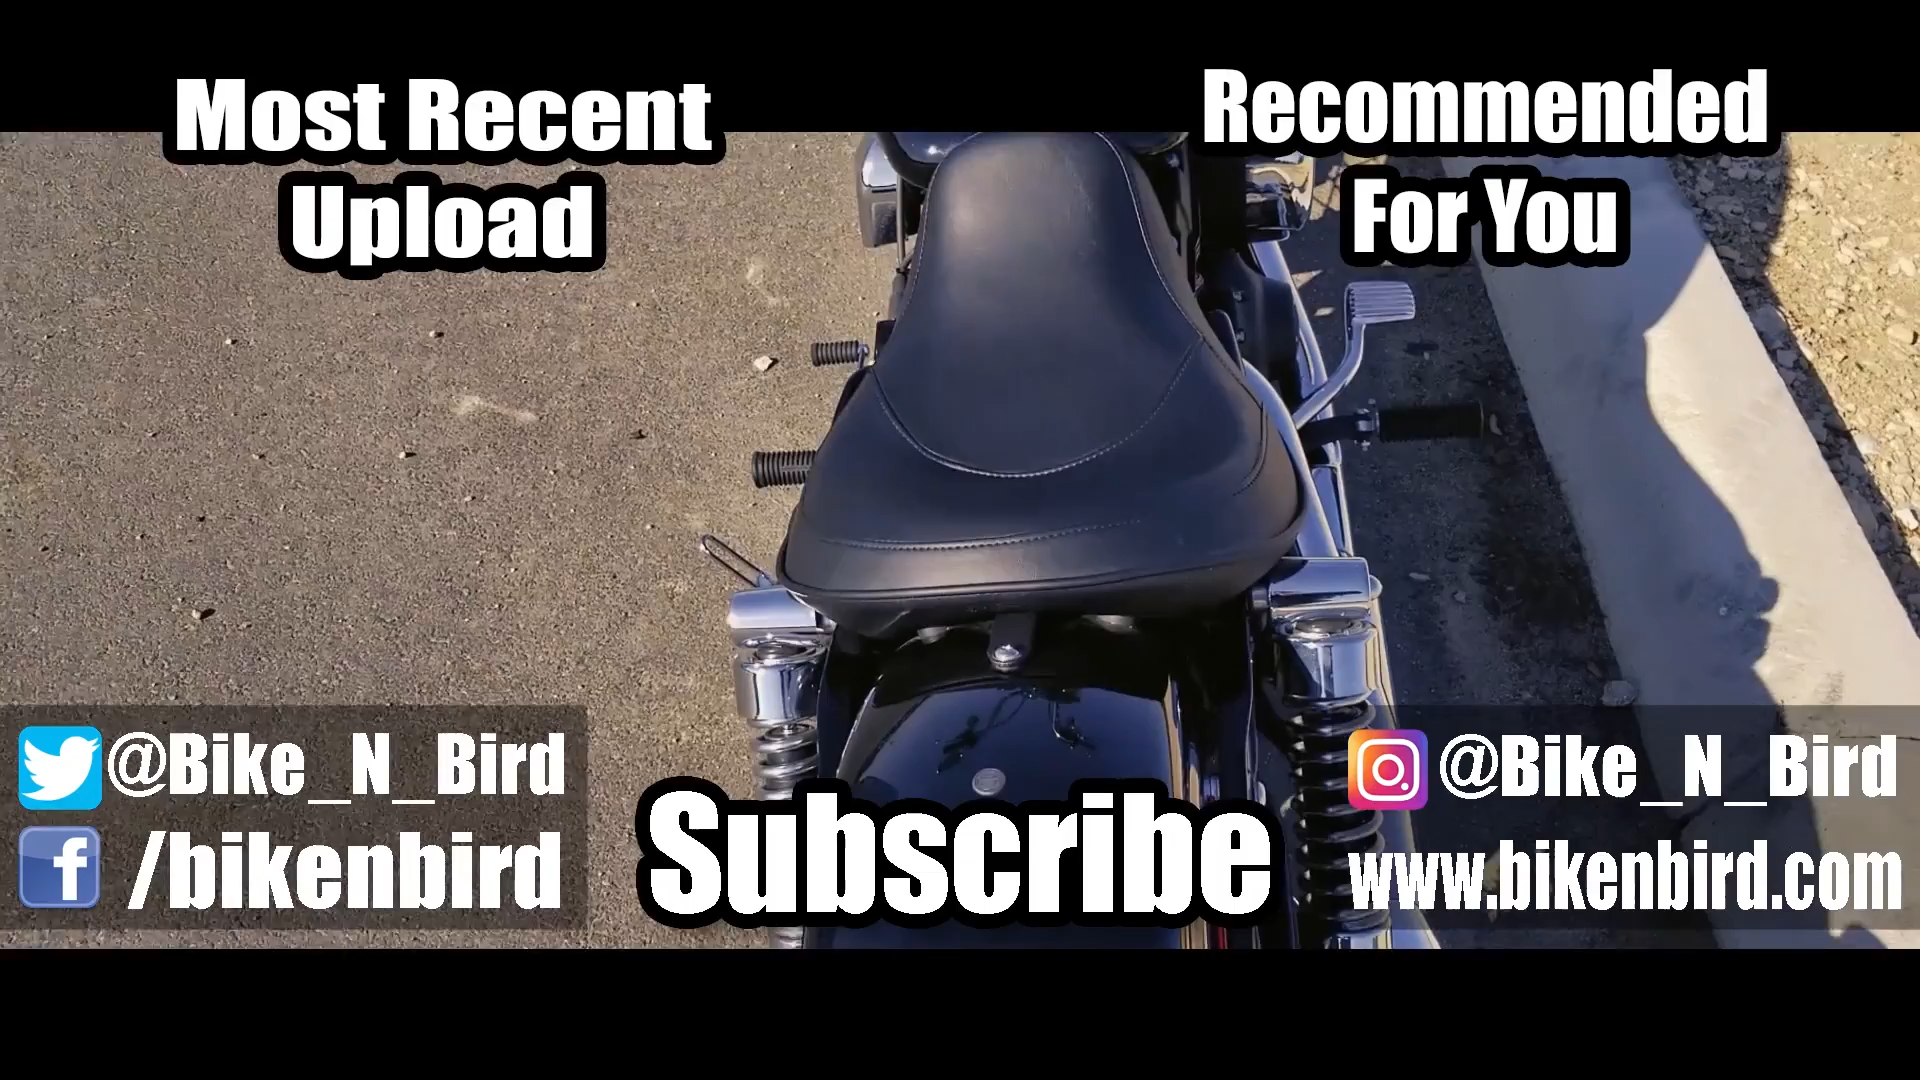 Most Recent
Upload
Recommended
For You
@Bike_N_Bird
/bikenbird
Subscribe
@Bike_N_Bird
www.bikenbird.com